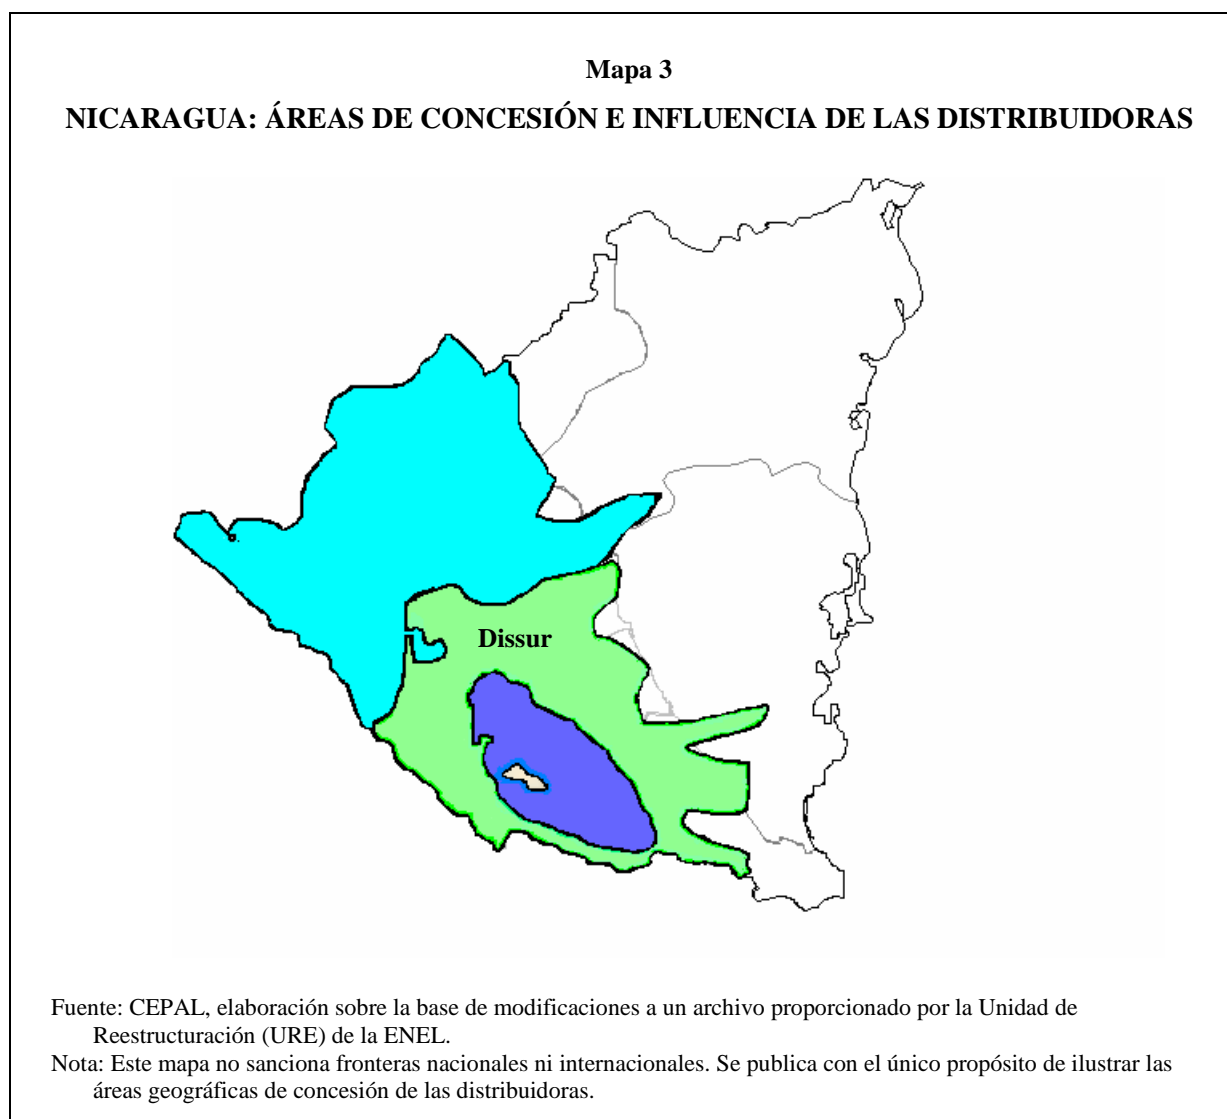 Mapa 3
NICARAGUA: ÁREAS DE CONCESIÓN E INFLUENCIA DE LAS DISTRIBUIDORAS
Dissur
Fuente: CEPAL, elaboración sobre la base de modificaciones a un archivo proporcionado por la Unidad de
Reestructuración (URE) de la ENEL.
Nota: Este mapa no sanciona fronteras nacionales ni internacionales. Se publica con el único propósito de ilustrar las
áreas geográficas de concesión de las distribuidoras.